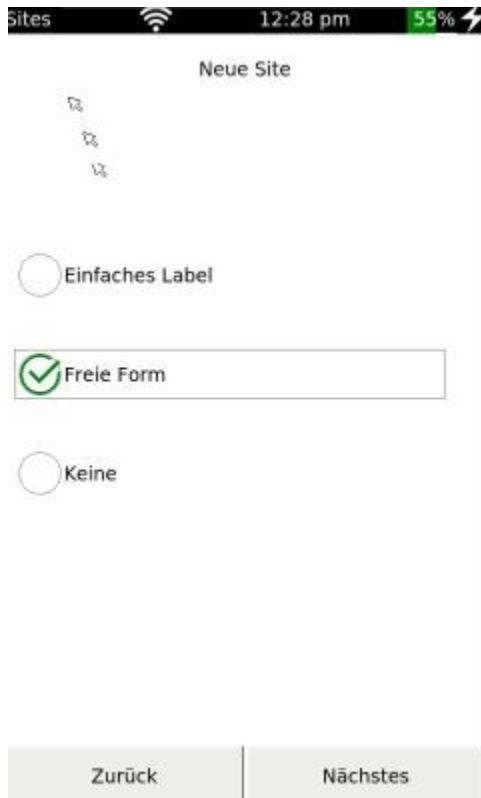 Sites 12:28 pm 55%
Neue Site
Einfaches Label
Freie Form
Keine
Zurück Nächstes